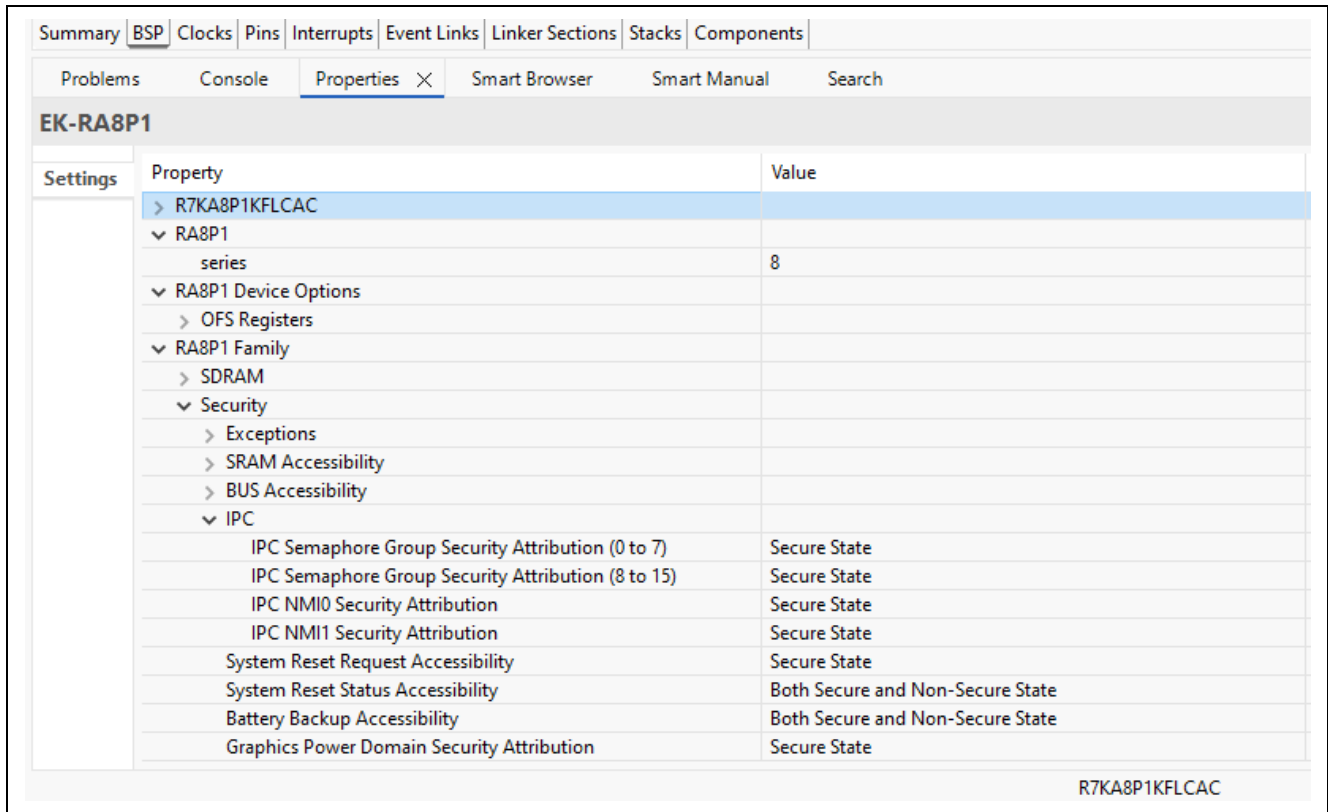 Summary BSP Clocks Pins Interrupts Event Links Linker Sections Stacks Components
Problems Console Properties Smart Browser Smart Manual Search
EK-RA8P1
Settings Property Value
R7KA8P1KFLCAC
RA8P1
series 8
RA8P1 Device Options
OFS Registers
RA8P1 Family
SDRAM
Security
Exceptions
SRAM Accessibility
BUS Accessibility
IPC
IPC Semaphore Group Security Attribution (0 to 7) Secure State
IPC Semaphore Group Security Attribution (8 to 15) Secure State
IPC NMI0 Security Attribution Secure State
IPC NMI1 Security Attribution Secure State
System Reset Request Accessibility Secure State
System Reset Status Accessibility Both Secure and Non-Secure State
Battery Backup Accessibility Both Secure and Non-Secure State
Graphics Power Domain Security Attribution Secure State
R7KA8P1KFLCAC